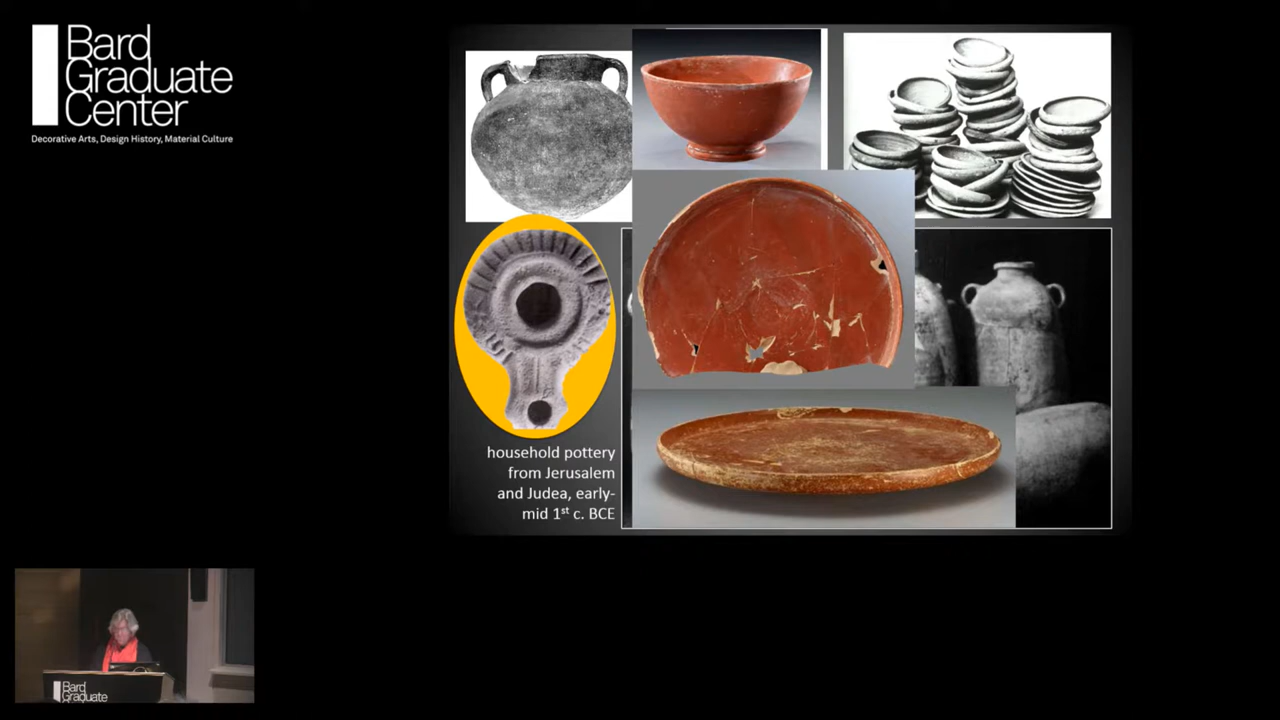 Bard
Graduate
Center
Decorative Arts, Design History, Material Culture
household pottery
from Jerusalem
and Judea, early-
mid 1st c. BCE
Bard
Graduate